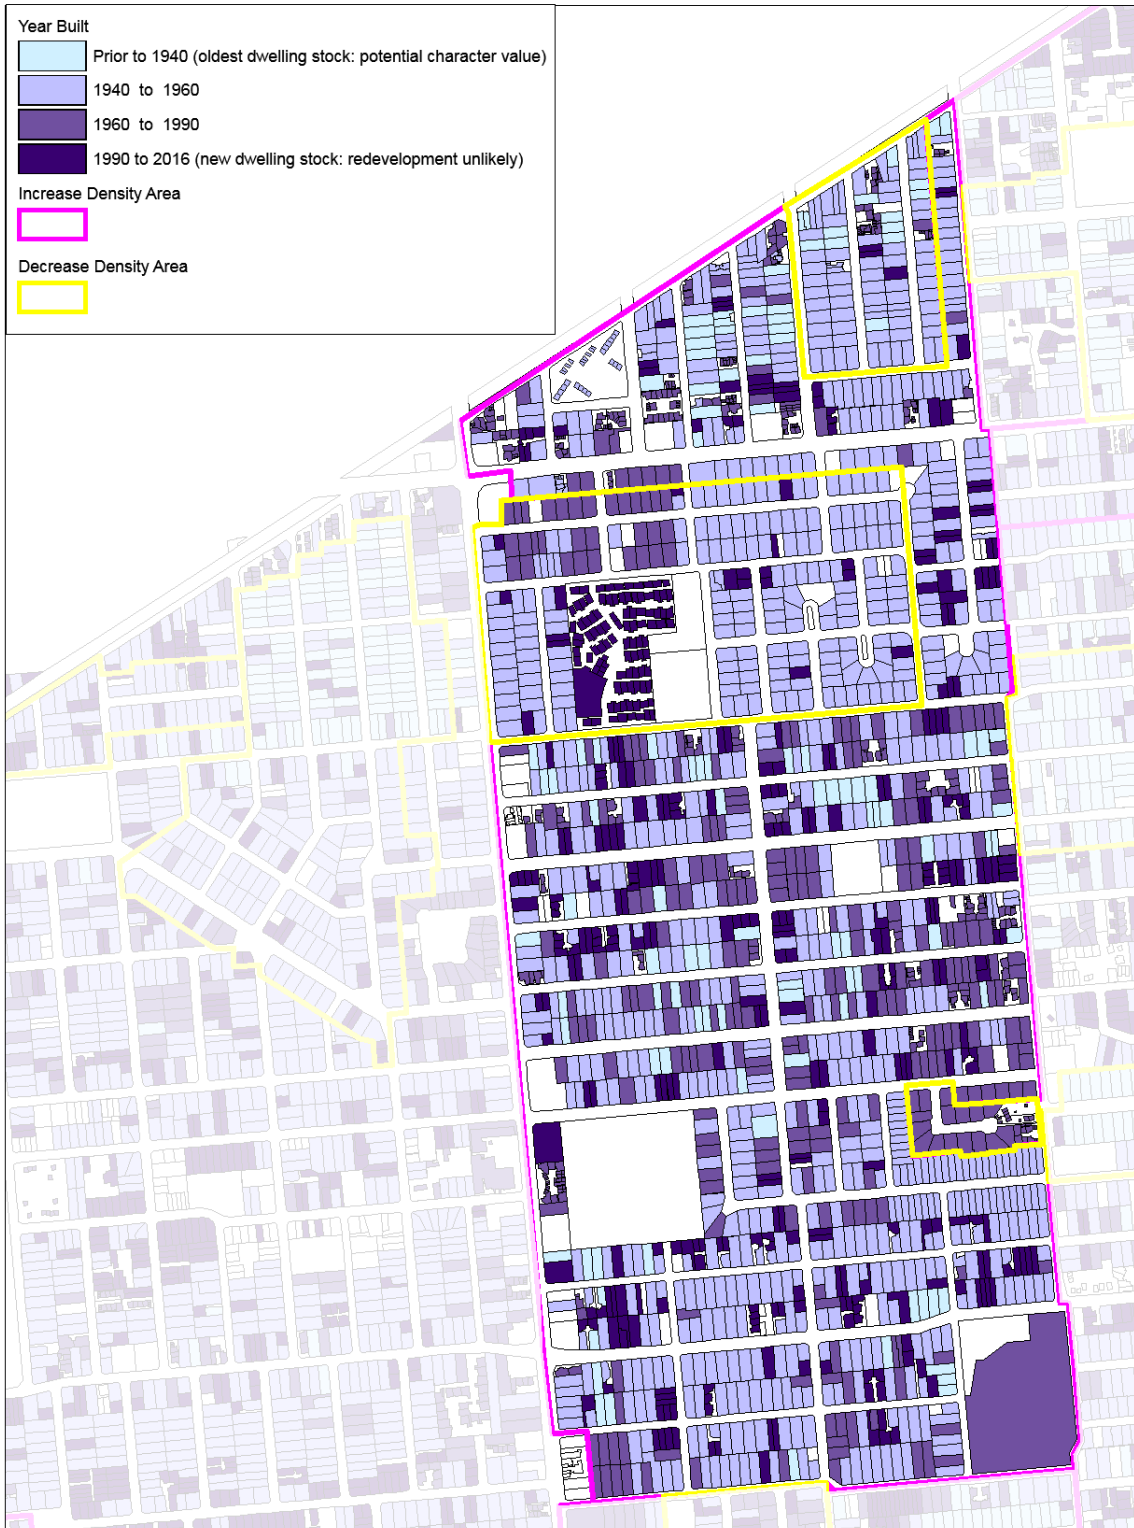 Year Built
Prior to 1940 (oldest dwelling stock: potential character value)
1940 to 1960
1960 to 1990
1990 to 2016 (new dwelling stock: redevelopment unlikely)
Increase Density Area
Decrease Density Area